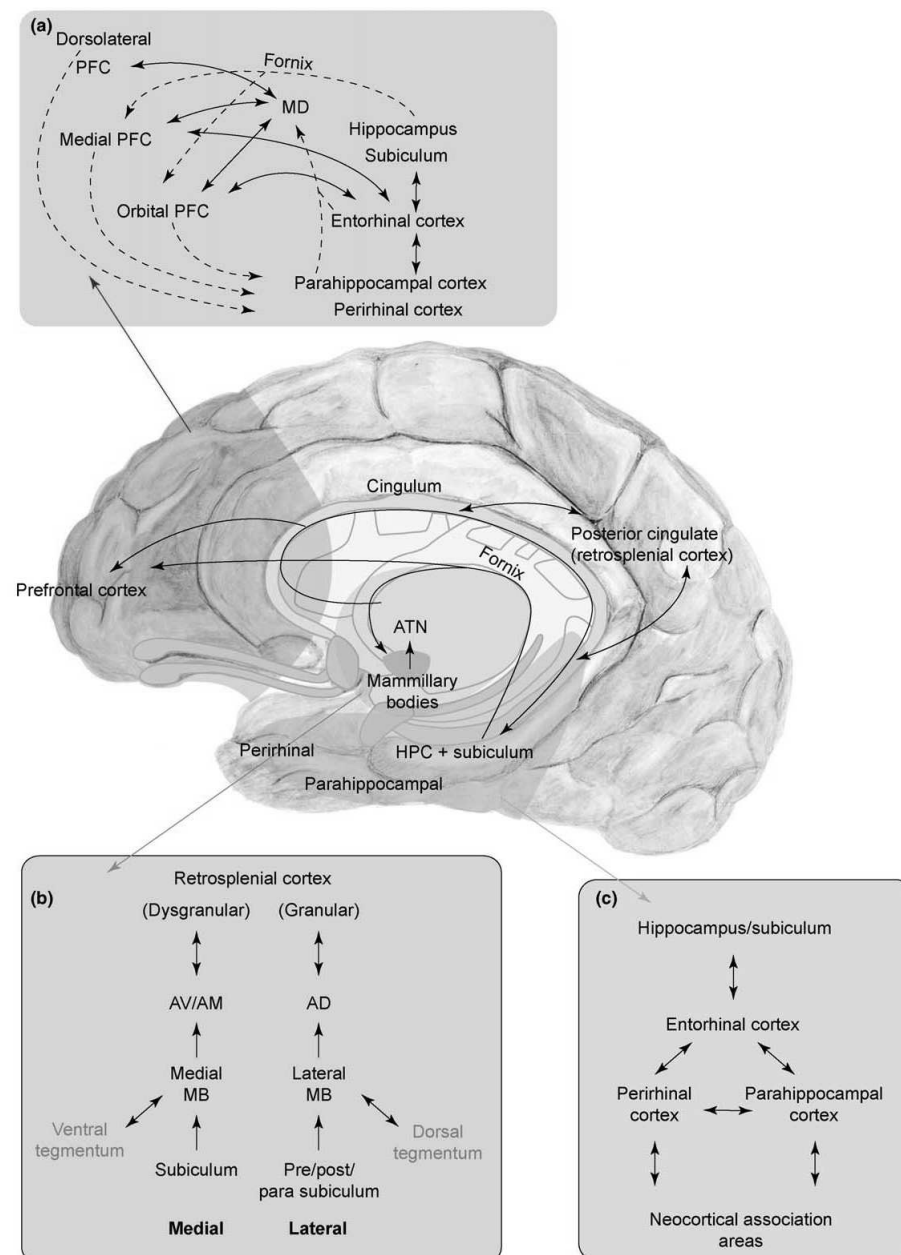 (a)
Dorsolateral
PFC
Fornix
MD
Medial PFC
Hippocampus
Subiculum
Orbital PFC
Entorhinal cortex
Parahippocampal cortex
Perirhinal cortex
Cingulum
Posterior cingulate
(retrosplenial cortex)
Fornix
Prefrontal cortex
ATN
Mammillary
bodies
Perirhinal
HPC + subiculum
Parahippocampal
(b)
Retrosplenial cortex
(Dysgranular) (Granular)
AV/AM AD
Medial Lateral
MB MB
Ventral
tegmentum
Dorsal
tegmentum
Subiculum
Pre/post/
para subiculum
Medial Lateral
(c)
Hippocampus/subiculum
Entorhinal cortex
Perirhinal
cortex
Parahippocampal
cortex
Neocortical association
areas